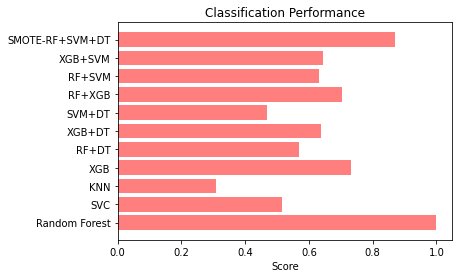 Classification Performance
SMOTE-RF+SVM+DT
XGB+SVM
RF+SVM
RF+XGB
SVM+DT
XGB+DT
RF+DT
XGB
KNN
SVC
Random Forest
0.0 0.2 0.4 0.6 0.8 1.0
Score